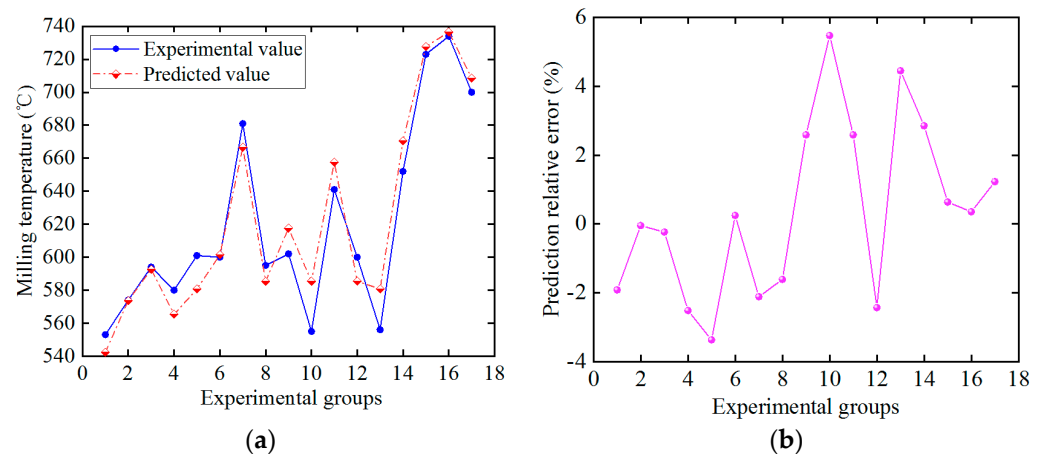 740
720
700
680
660
640
620
600
580
560
540
Milling temperature (℃)
Experimental value
Predicted value
0 2 4 6 8 10 12 14 16 18
Experimental groups
(a)
6
4
2
0
-2
-4
Prediction relative error (%)
0 2 4 6 8 10 12 14 16 18
Experimental groups
(b)